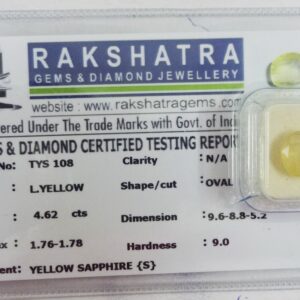 RAKSHATRA
GEMS & DIAMOND JEWELLERY
website : www.rakshatragems.com
ered Under The Trade Marks with Govt. of Ind
S & DIAMOND CERTIFIED TESTING REPORT
No: TYS 108 Clarity : N/A
: L.YELLOW Shape/cut : OVAL
: 4.62 cts Dimension : 9.6-8.8-5.2
ex : 1.76-1.78 Hardness : 9.0
ent: YELLOW SAPPHIRE {S}